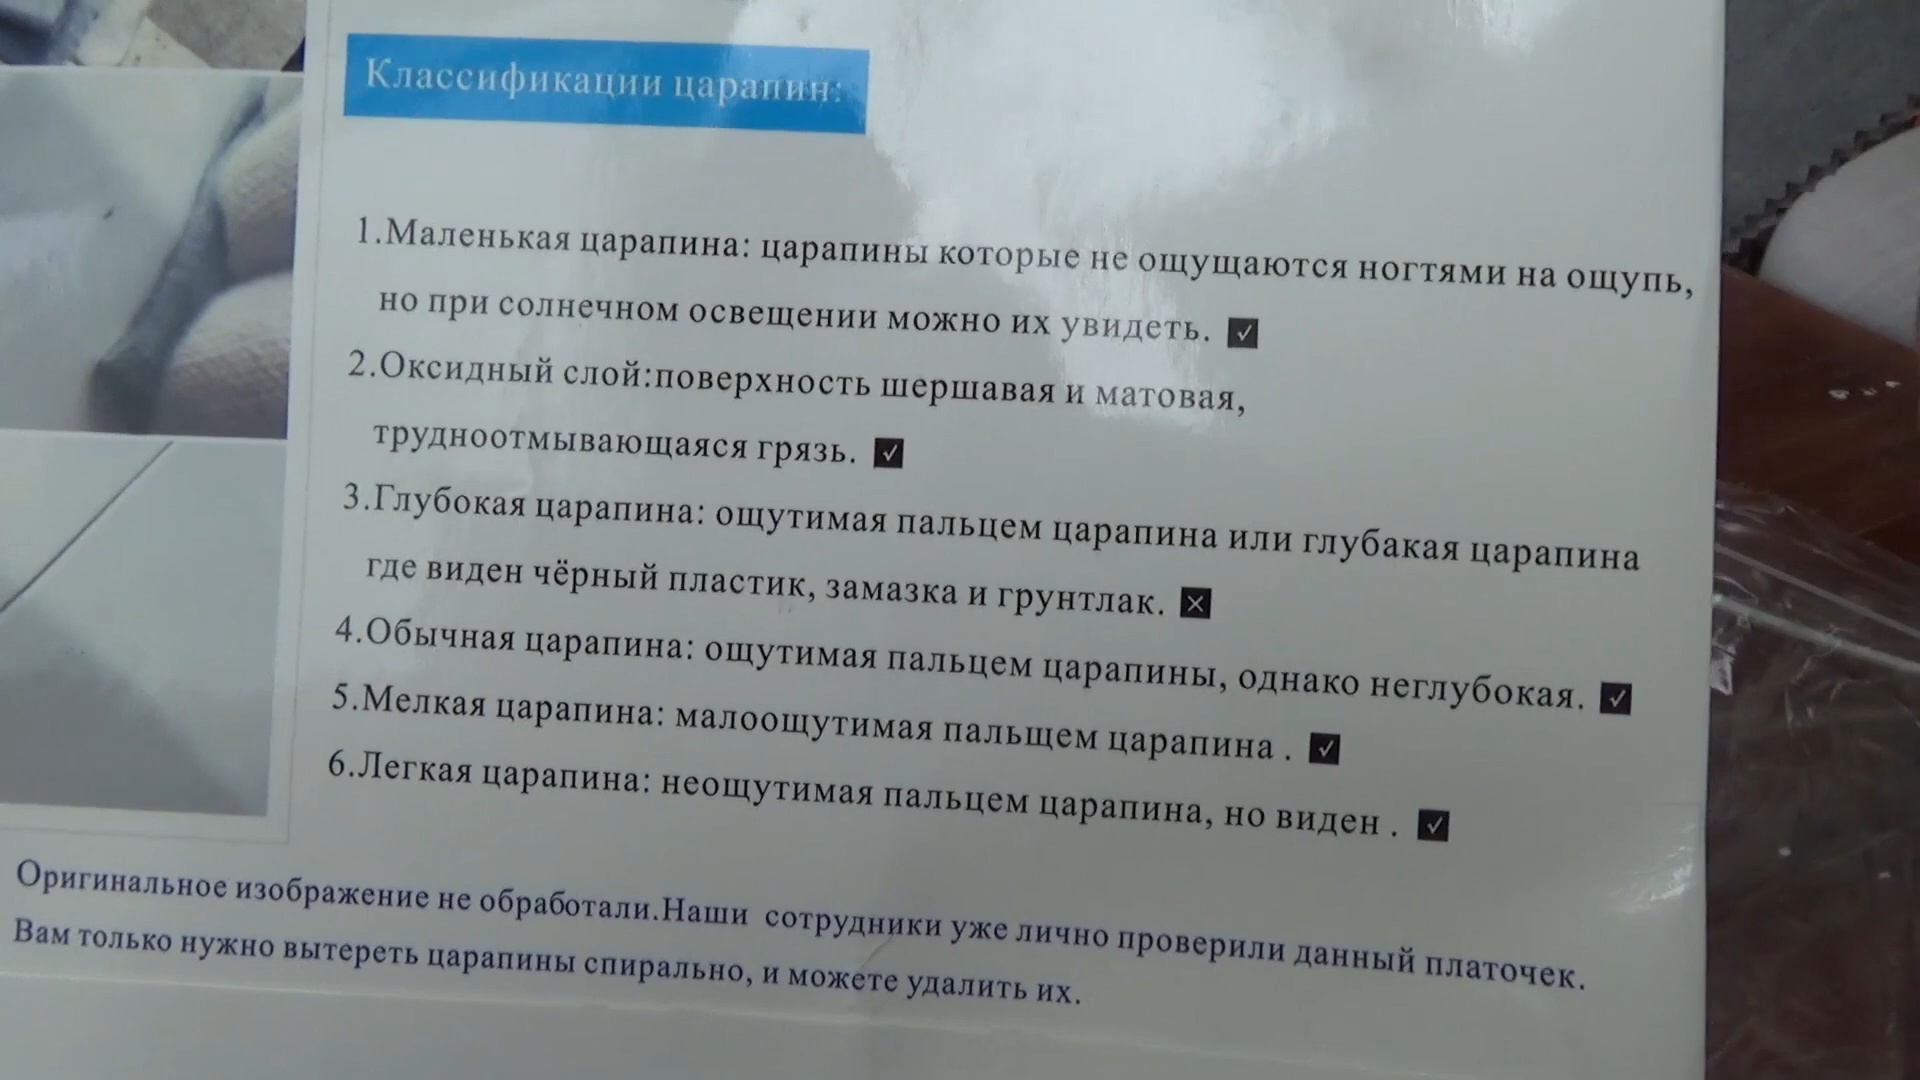 Классификации царапин:
1.Маленькая царапина: царапины которые не ощущаются ногтями на ощупь,
но при солнечном освещении можно их увидеть. ☑
2.Оксидный слой:поверхность шершавая и матовая,
трудноотмывающаяся грязь. ☑
3.Глубокая царапина: ощутимая пальцем царапина или глубакая царапина
где виден чёрный пластик, замазка и грунтлак. ☒
4.Обычная царапина: ощутимая пальцем царапины, однако неглубокая. ☑
5.Мелкая царапина: малоощутимая пальщем царапина . ☑
6.Легкая царапина: неощутимая пальцем царапина, но виден . ☑
Оригинальное изображение не обработали.Наши сотрудники уже лично проверили данный платочек.
Вам только нужно вытереть царапины спирально, и можете удалить их.